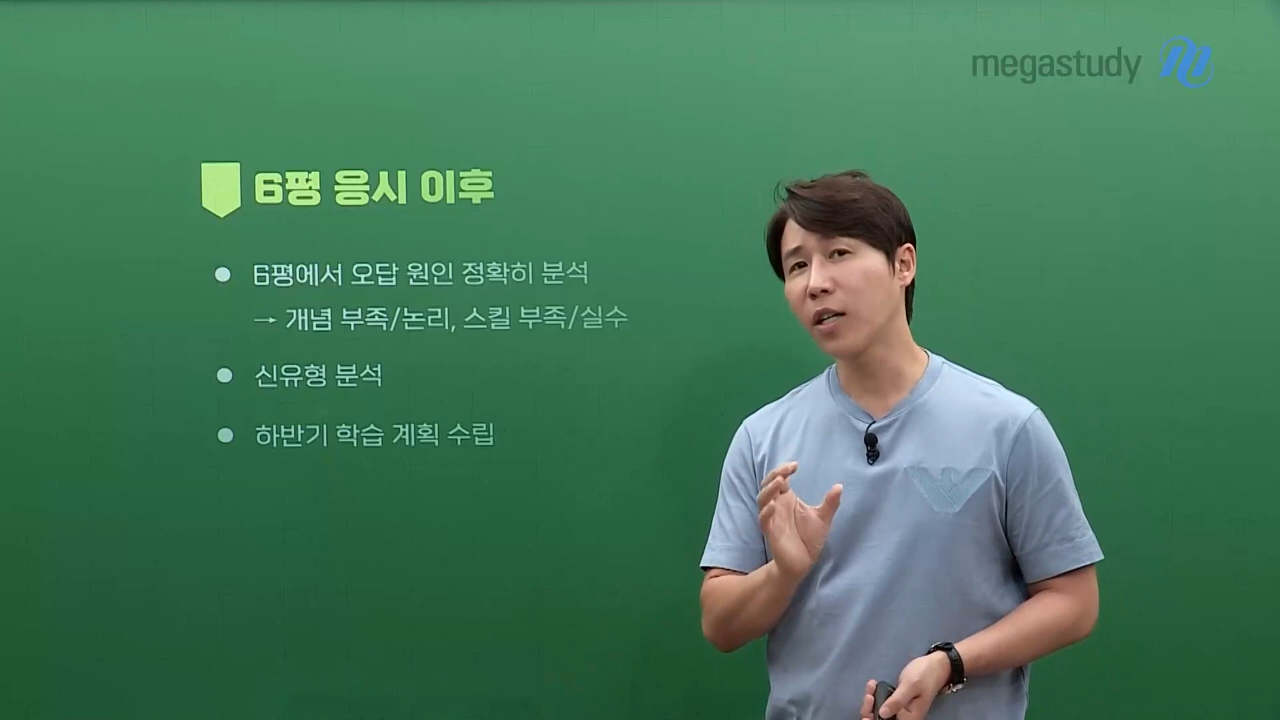 megastudy
6평 응시 이후
● 6평에서 오답 원인 정확히 분석
→ 개념 부족/논리, 스킬 부족/실수
● 신유형 분석
● 하반기 학습 계획 수립